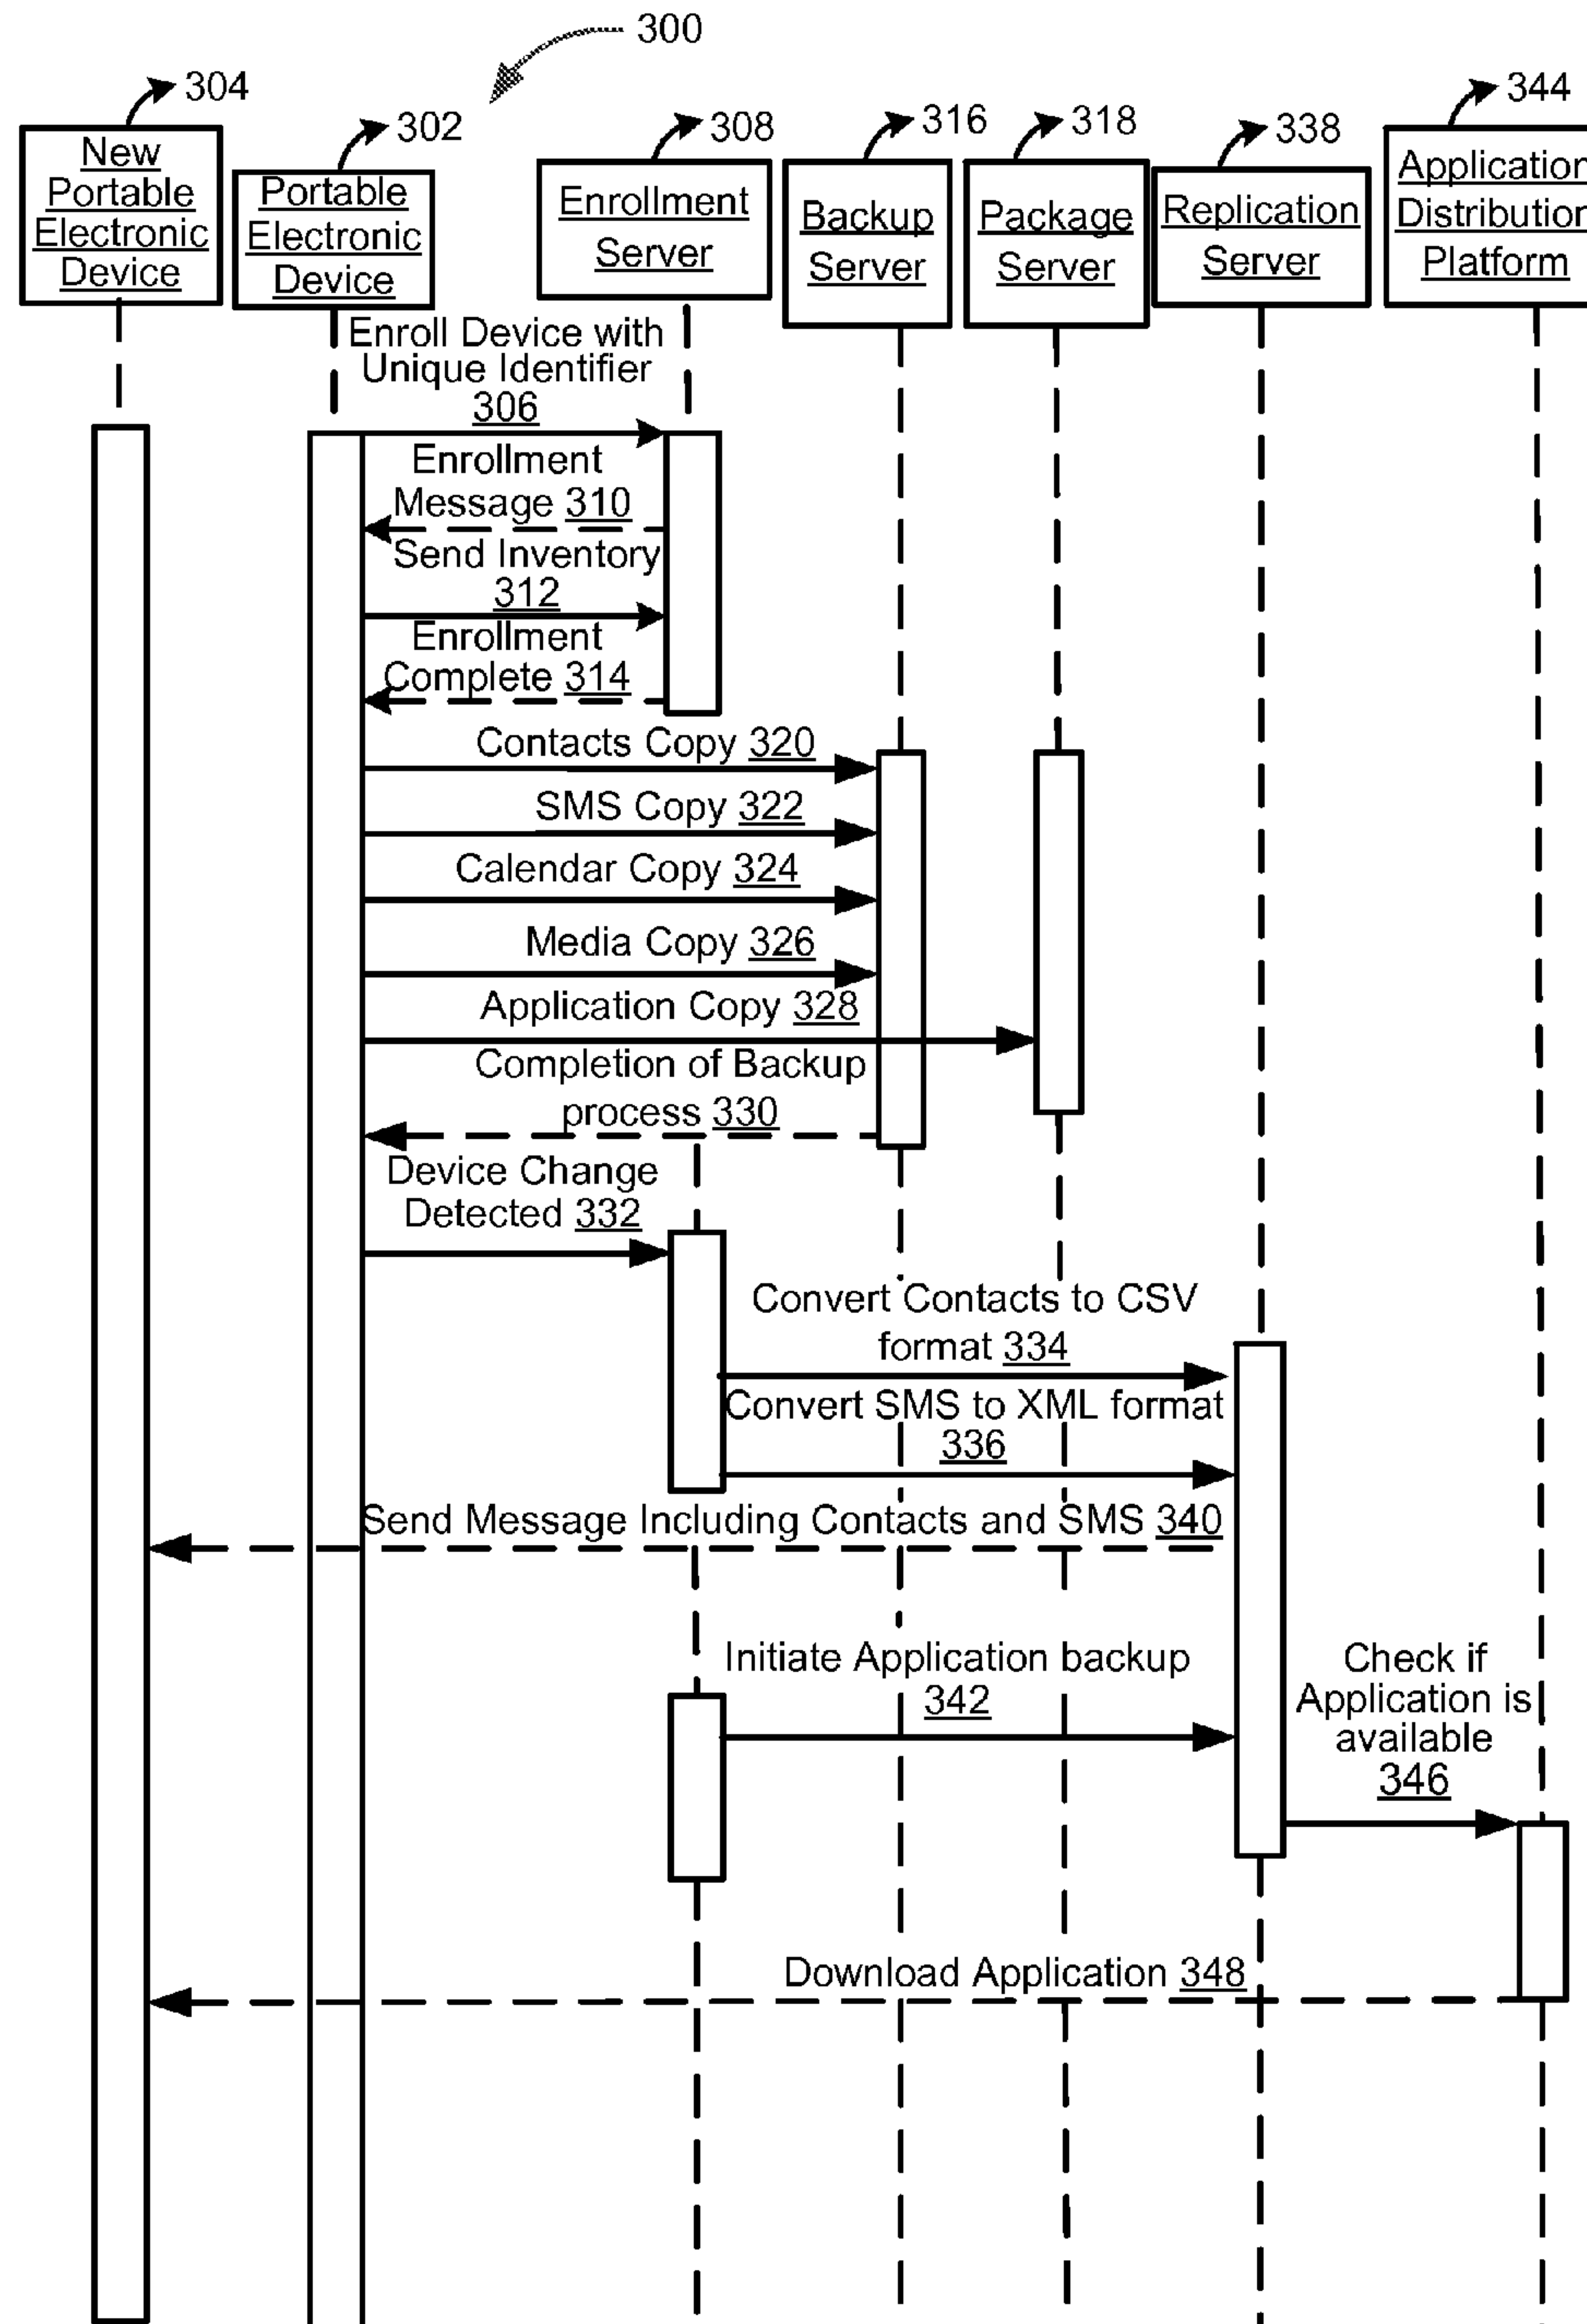 300
304
New
Portable
Electronic
Device
302
Portable
Electronic
Device
308
Enrollment
Server
316
Backup
Server
318
Package
Server
338
Replication
Server
344
Application
Distribution
Platform
Enroll Device with
Unique Identifier
306
Enrollment
Message 310
Send Inventory
312
Enrollment
Complete 314
Contacts Copy 320
SMS Copy 322
Calendar Copy 324
Media Copy 326
Application Copy 328
Completion of Backup
process 330
Device Change
Detected 332
Convert Contacts to CSV
format 334
Convert SMS to XML format
336
Send Message Including Contacts and SMS 340
Initiate Application backup
342
Check if
Application is
available
346
Download Application 348